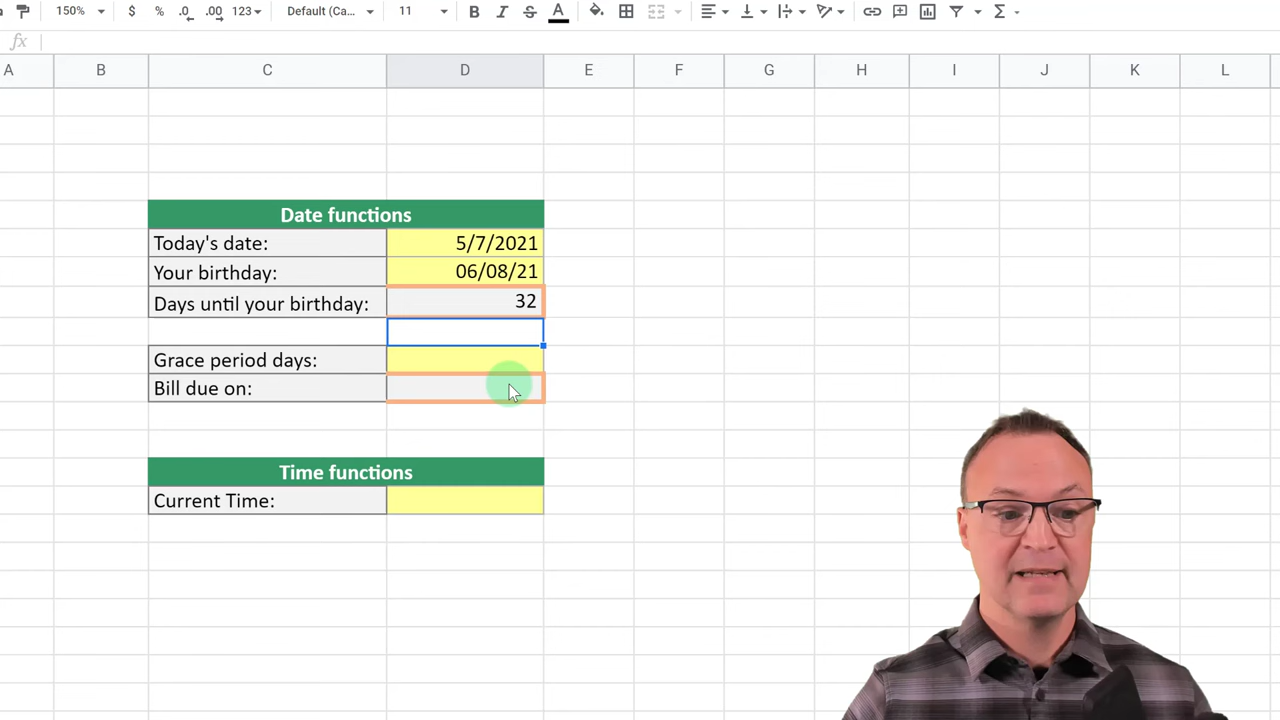 150% $ % .0 .00 123 Default (Ca... 11 B I S A Σ
fx
A B C D E F G H I J K L
Date functions
Today's date: 5/7/2021
Your birthday: 06/08/21
Days until your birthday: 32
Grace period days:
Bill due on:
Time functions
Current Time: